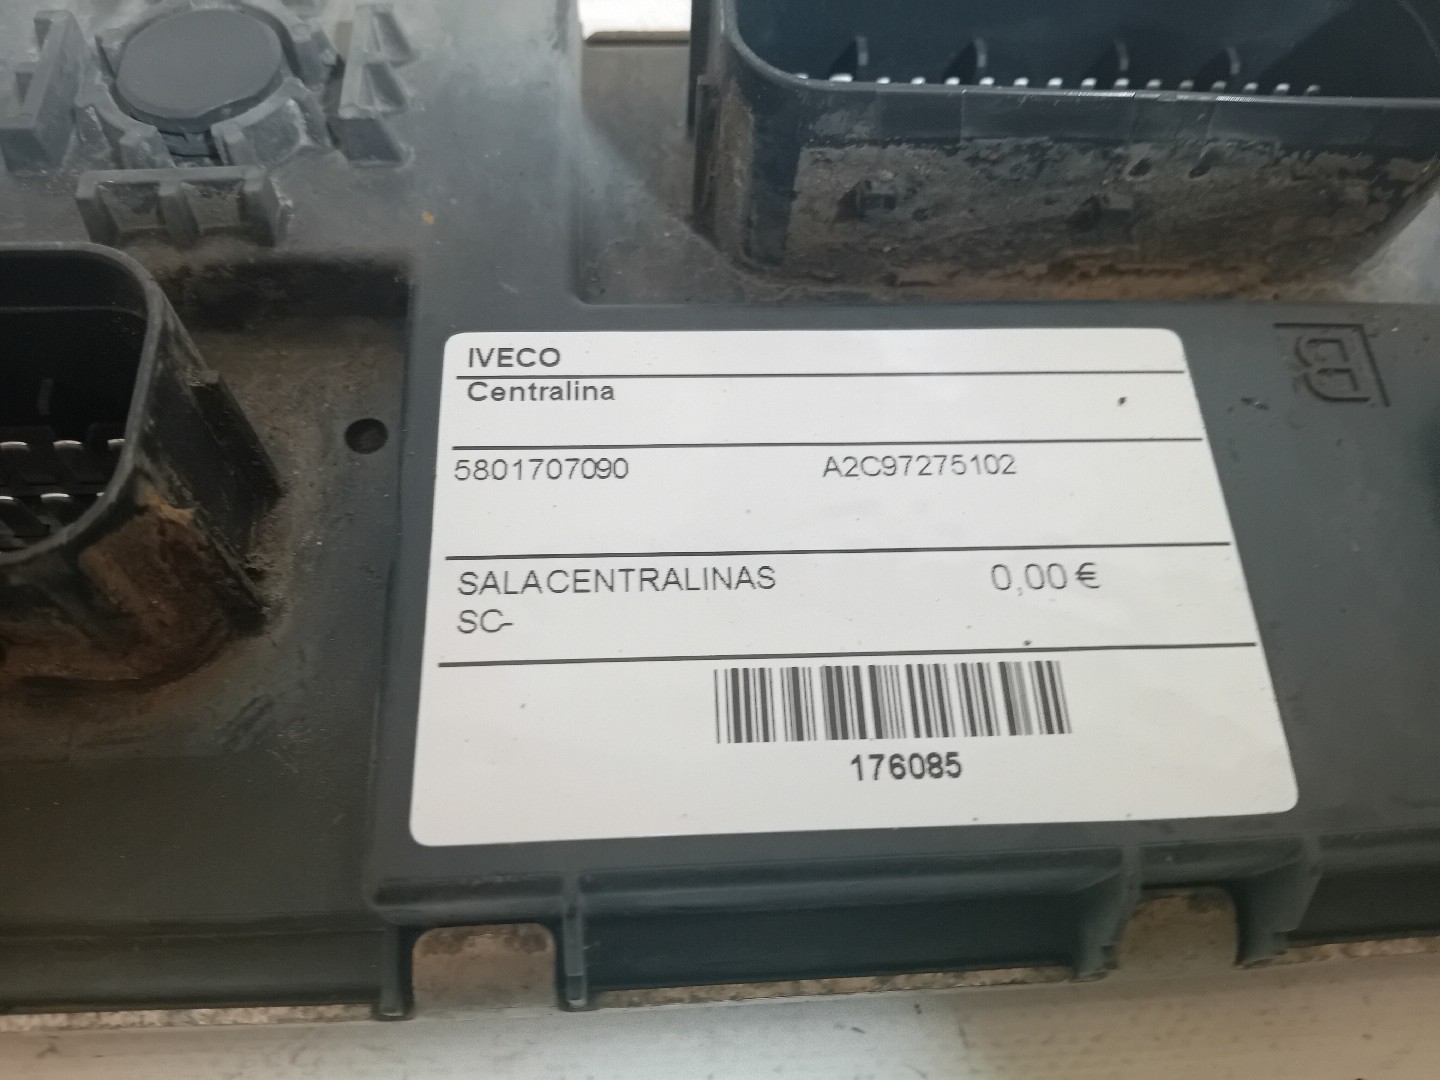 IVECO
Centralina
5801707090 A2C97275102
SALACENTRALINAS 0,00€
SC-
176085
B